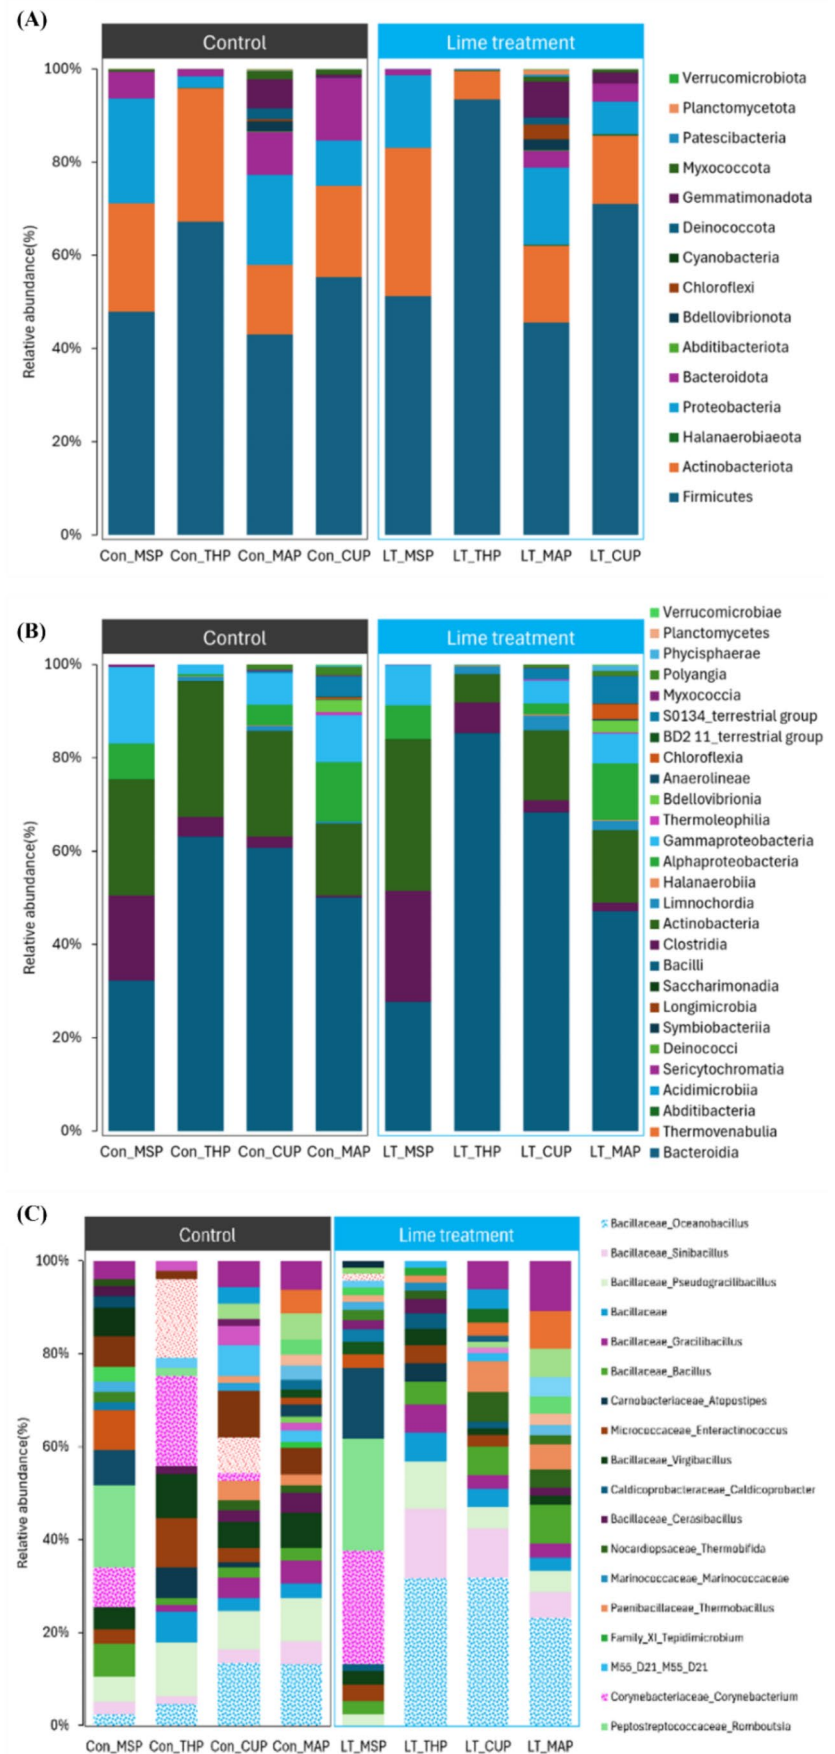 (A)
Control
Lime treatment
100%
80%
60%
40%
20%
0%
Relative abundance(%)
Con_MSP Con_THP Con_MAP Con_CUP
LT_MSP LT_THP LT_MAP LT_CUP
Verrucomicrobiota
Planctomycetota
Patescibacteria
Myxococcota
Gemmatimonadota
Deinococcota
Cyanobacteria
Chloroflexi
Bdellovibrionota
Abditibacteriota
Bacteroidota
Proteobacteria
Halanaerobiaeota
Actinobacteriota
Firmicutes
(B)
Control
Lime treatment
100%
80%
60%
40%
20%
0%
Relative abundance(%)
Con_MSP Con_THP Con_CUP Con_MAP
LT_MSP LT_THP LT_CUP LT_MAP
Verrucomicrobiae
Planctomycetes
Phycisphaerae
Polyangia
Myxococcia
S0134_terrestrial group
BD2 11_terrestrial group
Chloroflexia
Anaerolineae
Bdellovibrionia
Thermoleophilia
Gammaproteobacteria
Alphaproteobacteria
Halanaerobiia
Limnochordia
Actinobacteria
Clostridia
Bacilli
Saccharimonadia
Longimicrobia
Symbiobacteriia
Deinococci
Sericytochromatia
Acidimicrobiia
Abditibacteria
Thermovenabulia
Bacteroidia
(C)
Control
Lime treatment
100%
80%
60%
40%
20%
0%
Relative abundance(%)
Con_MSP Con_THP Con_CUP Con_MAP
LT_MSP LT_THP LT_CUP LT_MAP
Bacillaceae_Oceanobacillus
Bacillaceae_Sinibacillus
Bacillaceae_Pseudogracilibacillus
Bacillaceae
Bacillaceae_Gracilibacillus
Bacillaceae_Bacillus
Carnobacteriaceae_Atopostipes
Micrococcaceae_Enteractinococcus
Bacillaceae_Virgibacillus
Caldicoprobacteraceae_Caldicoprobacter
Bacillaceae_Cerasibacillus
Nocardiopsaceae_Thermobifida
Marinococcaceae_Marinococcaceae
Paenibacillaceae_Thermobacillus
Family_XI_Tepidimicrobium
M55_D21_M55_D21
Corynebacteriaceae_Corynebacterium
Peptostreptococcaceae_Romboutsia